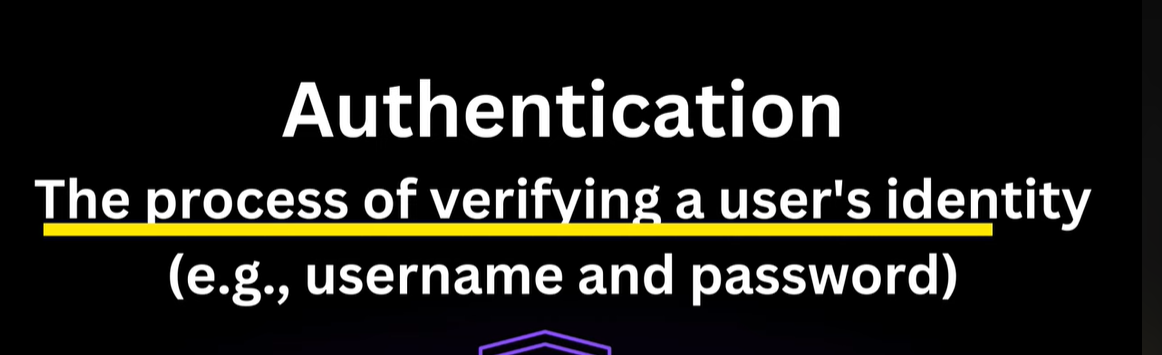 Authentication
The process of verifying a user's identity
(e.g., username and password)